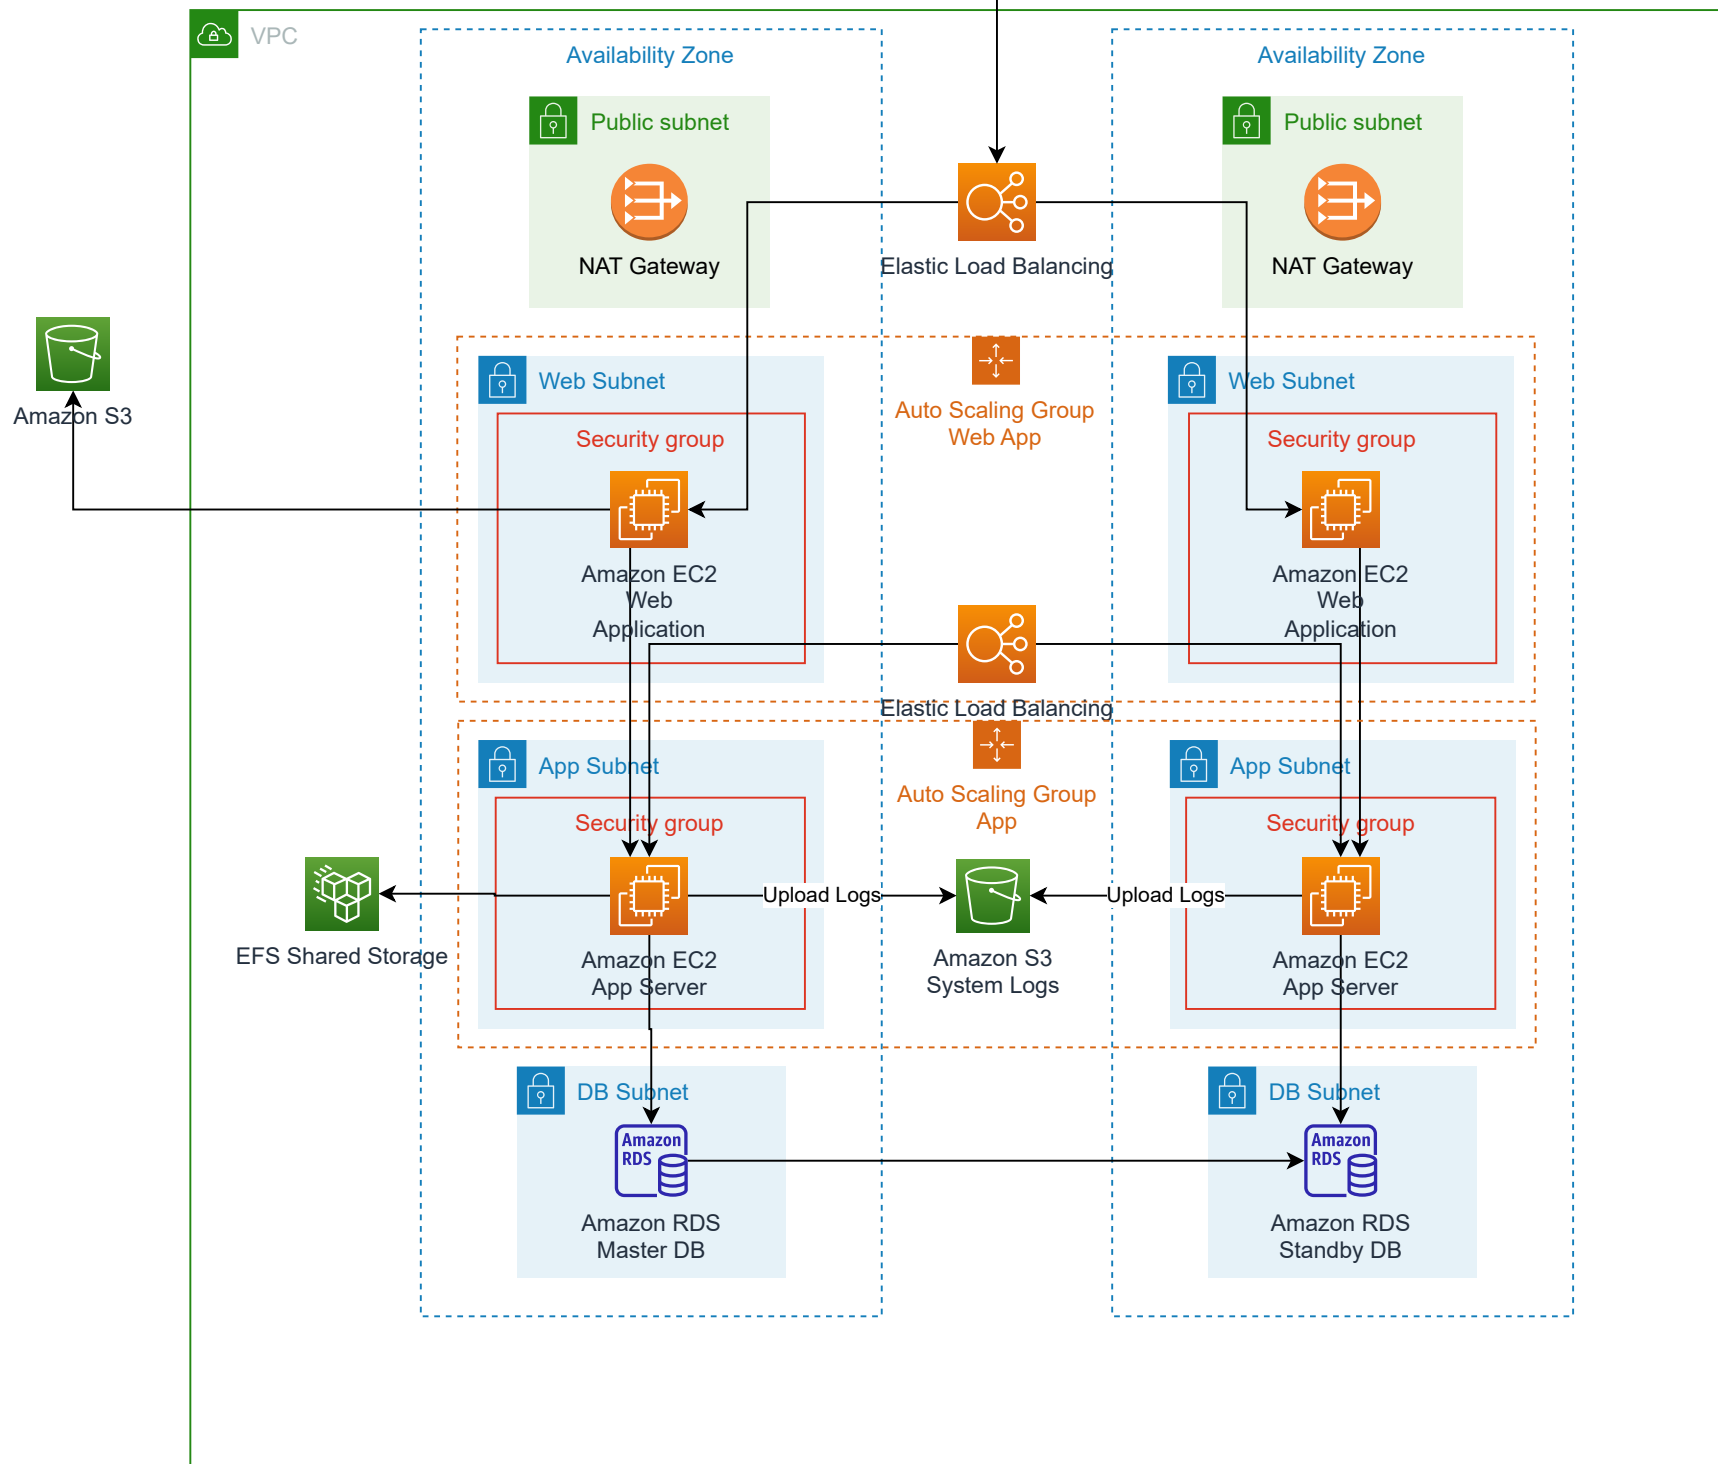 VPC
Availability Zone
Availability Zone
Public subnet
Public subnet
NAT Gateway
Elastic Load Balancing
NAT Gateway
Amazon S3
Web Subnet
Auto Scaling Group
Web App
Web Subnet
Security group
Security group
Amazon EC2
Web
Application
Amazon EC2
Web
Application
Elastic Load Balancing
App Subnet
Auto Scaling Group
App
App Subnet
Security group
Security group
EFS Shared Storage
Upload Logs
Upload Logs
Amazon EC2
App Server
Amazon S3
System Logs
Amazon EC2
App Server
DB Subnet
DB Subnet
Amazon
RDS
Amazon
RDS
Amazon RDS
Master DB
Amazon RDS
Standby DB